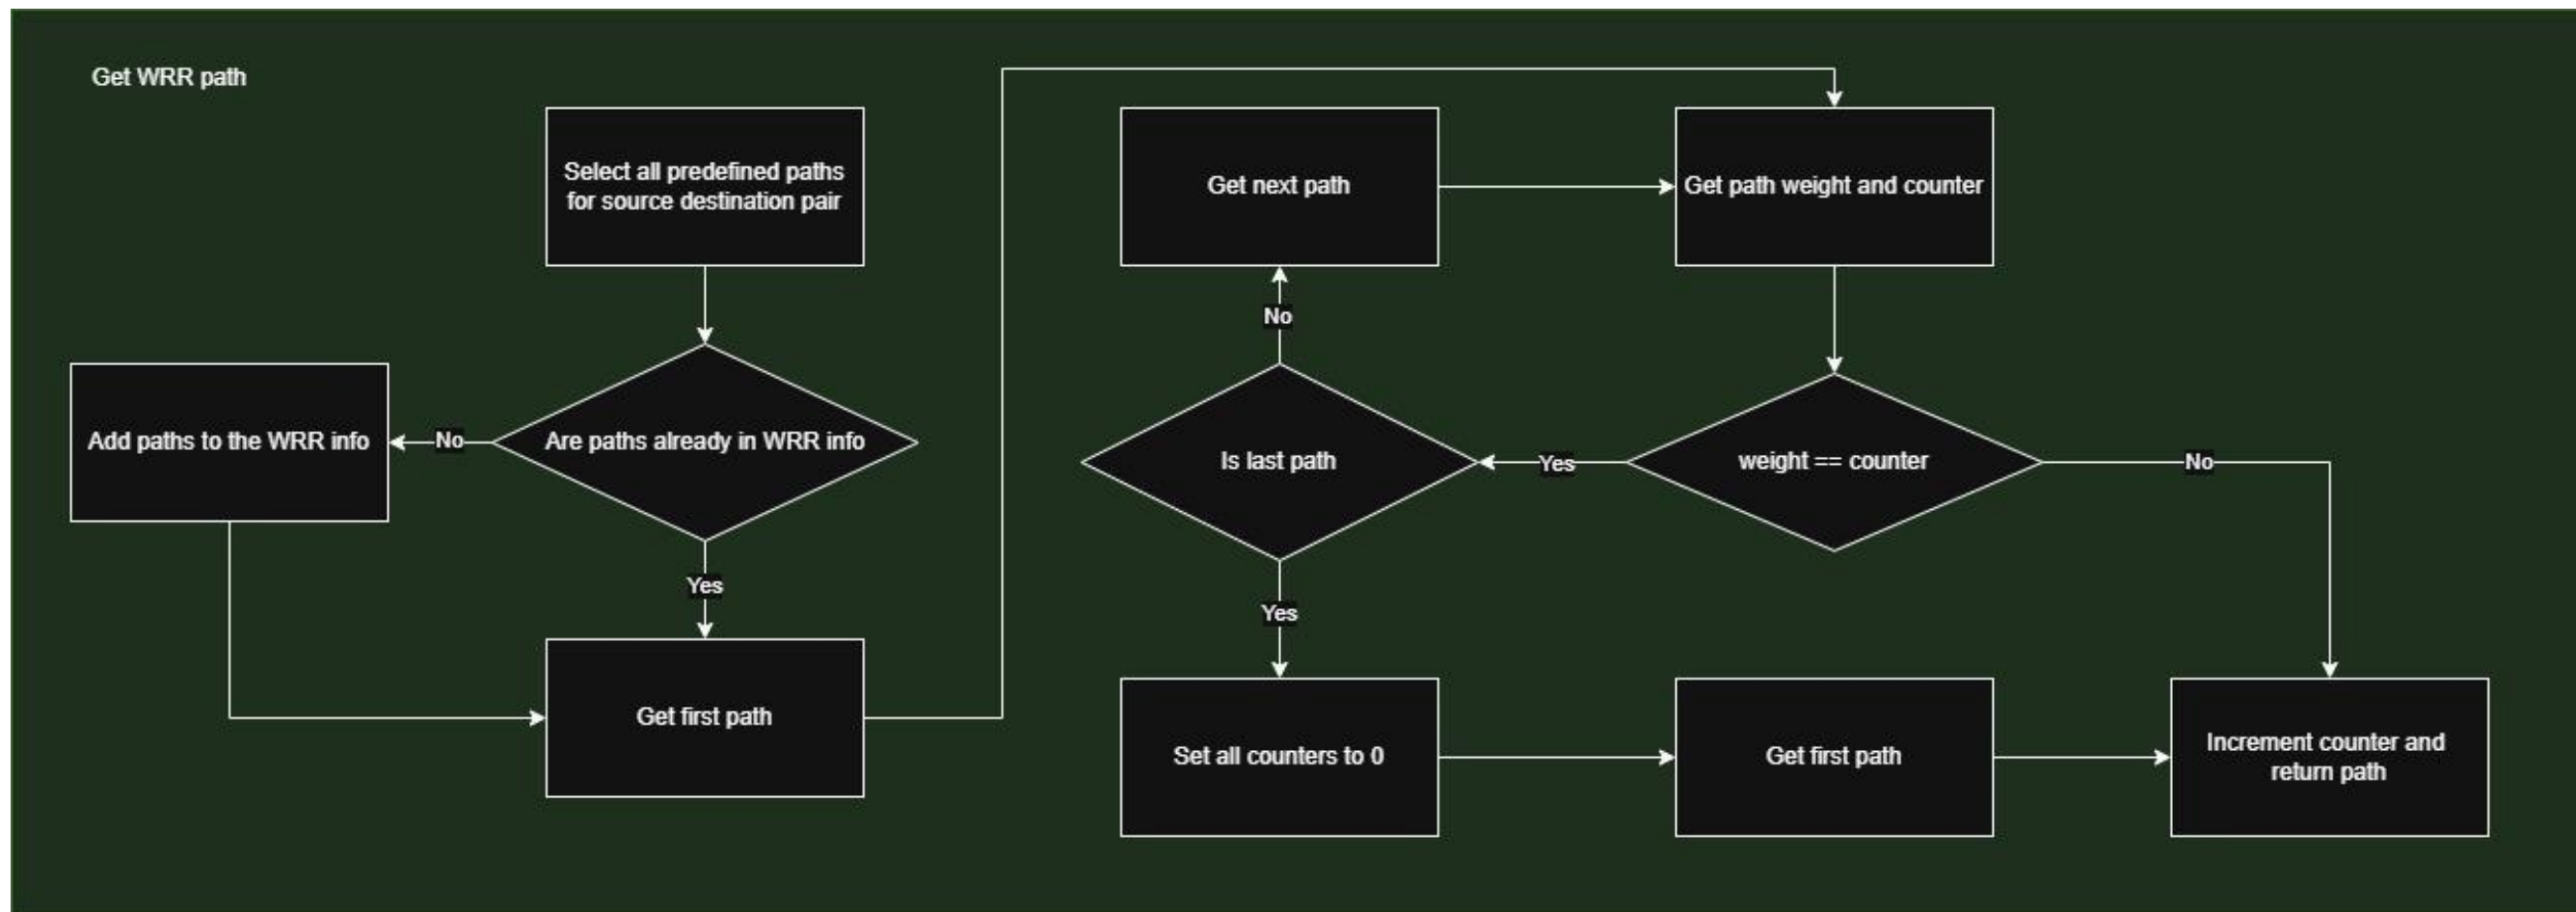 Get WRR path
Select all predefined paths
for source destination pair
Are paths already in WRR info
No
Add paths to the WRR info
Yes
Get first path
Get path weight and counter
weight == counter
No
Yes
Is last path
No
Get next path
Yes
Set all counters to 0
Get first path
Increment counter and
return path